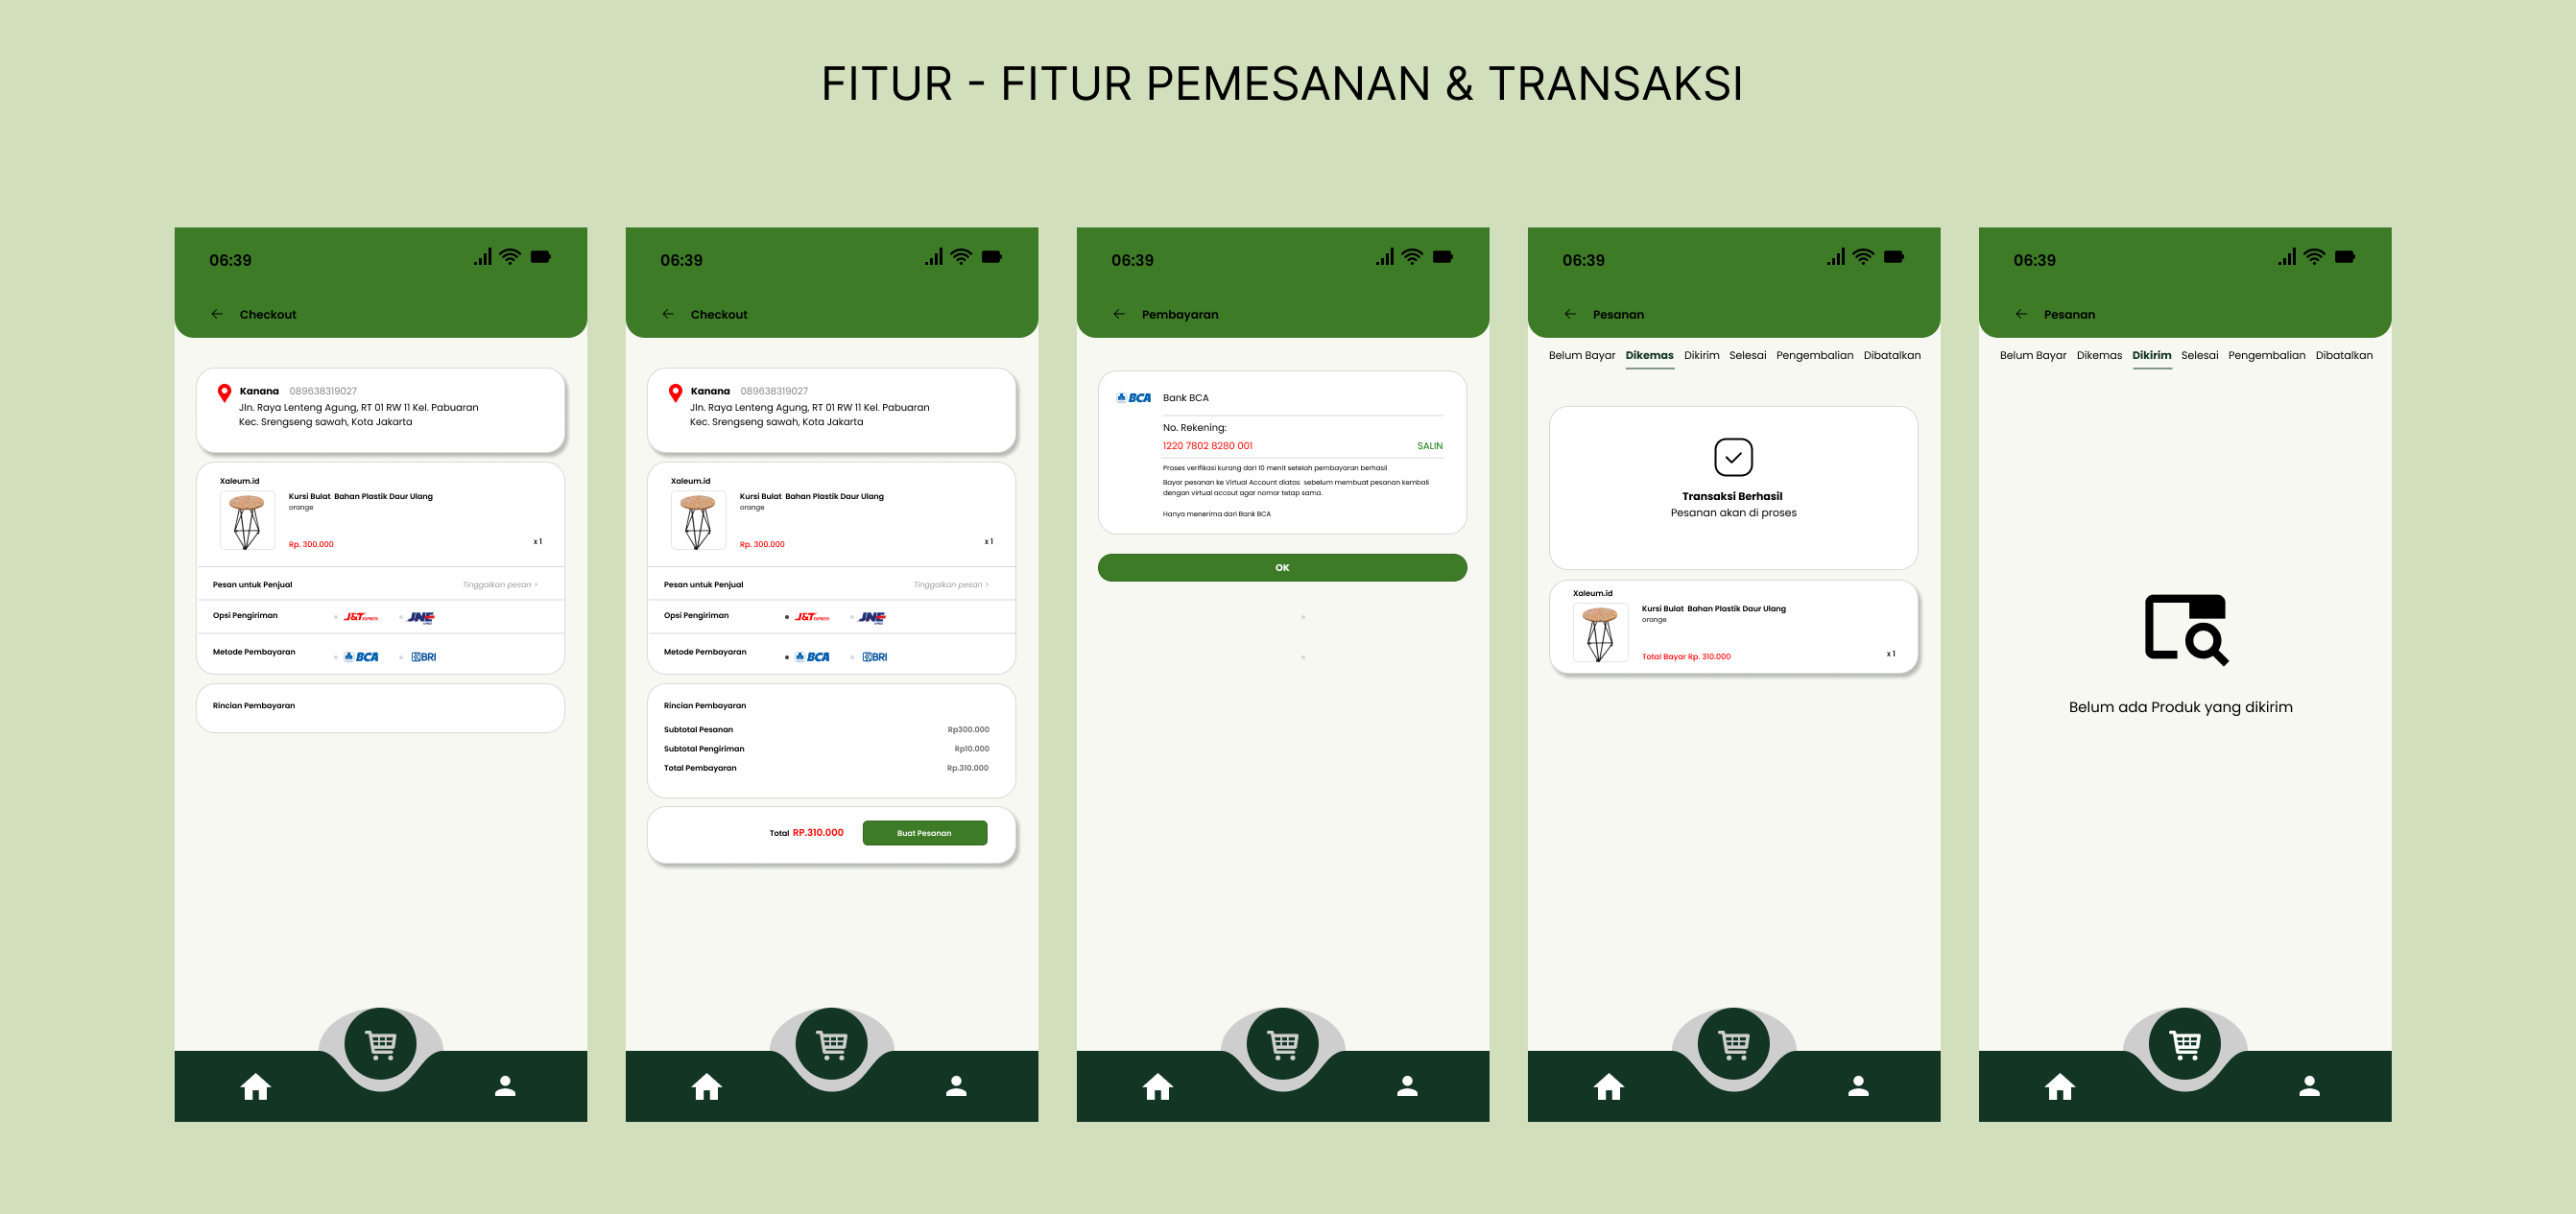 FITUR - FITUR PEMESANAN & TRANSAKSI
06:39
Checkout
Kanana 089638319027
Jln. Raya Lenteng Agung, RT 01 RW 11 Kel. Pabuaran
Kec. Srengseng sawah, Kota Jakarta
Xaleum.id
Kursi Bulat Bahan Plastik Daur Ulang
orange
Rp. 300.000
x 1
Pesan untuk Penjual
Tinggalkan pesan >
Opsi Pengiriman
J&T EXPRESS
JNE
Metode Pembayaran
BCA
BRI
Rincian Pembayaran
06:39
Checkout
Kanana 089638319027
Jln. Raya Lenteng Agung, RT 01 RW 11 Kel. Pabuaran
Kec. Srengseng sawah, Kota Jakarta
Xaleum.id
Kursi Bulat Bahan Plastik Daur Ulang
orange
Rp. 300.000
x 1
Pesan untuk Penjual
Tinggalkan pesan >
Opsi Pengiriman
J&T EXPRESS
JNE
Metode Pembayaran
BCA
BRI
Rincian Pembayaran
Subtotal Pesanan Rp300.000
Subtotal Pengiriman Rp10.000
Total Pembayaran Rp.310.000
Total RP.310.000
Buat Pesanan
06:39
Pembayaran
BCA Bank BCA
No. Rekening:
1220 7802 8280 001 SALIN
Proses verifikasi kurang dari 10 menit setelah pembayaran berhasil
Bayar pesanan ke Virtual Account diatas sebelum membuat pesanan kembali
dengan virtual accout agar nomor tetap sama.
Hanya menerima dari Bank BCA
OK
06:39
Pesanan
Belum Bayar Dikemas Dikirim Selesai Pengembalian Dibatalkan
Transaksi Berhasil
Pesanan akan di proses
Xaleum.id
Kursi Bulat Bahan Plastik Daur Ulang
orange
Total Bayar Rp. 310.000
x 1
06:39
Pesanan
Belum Bayar Dikemas Dikirim Selesai Pengembalian Dibatalkan
Belum ada Produk yang dikirim